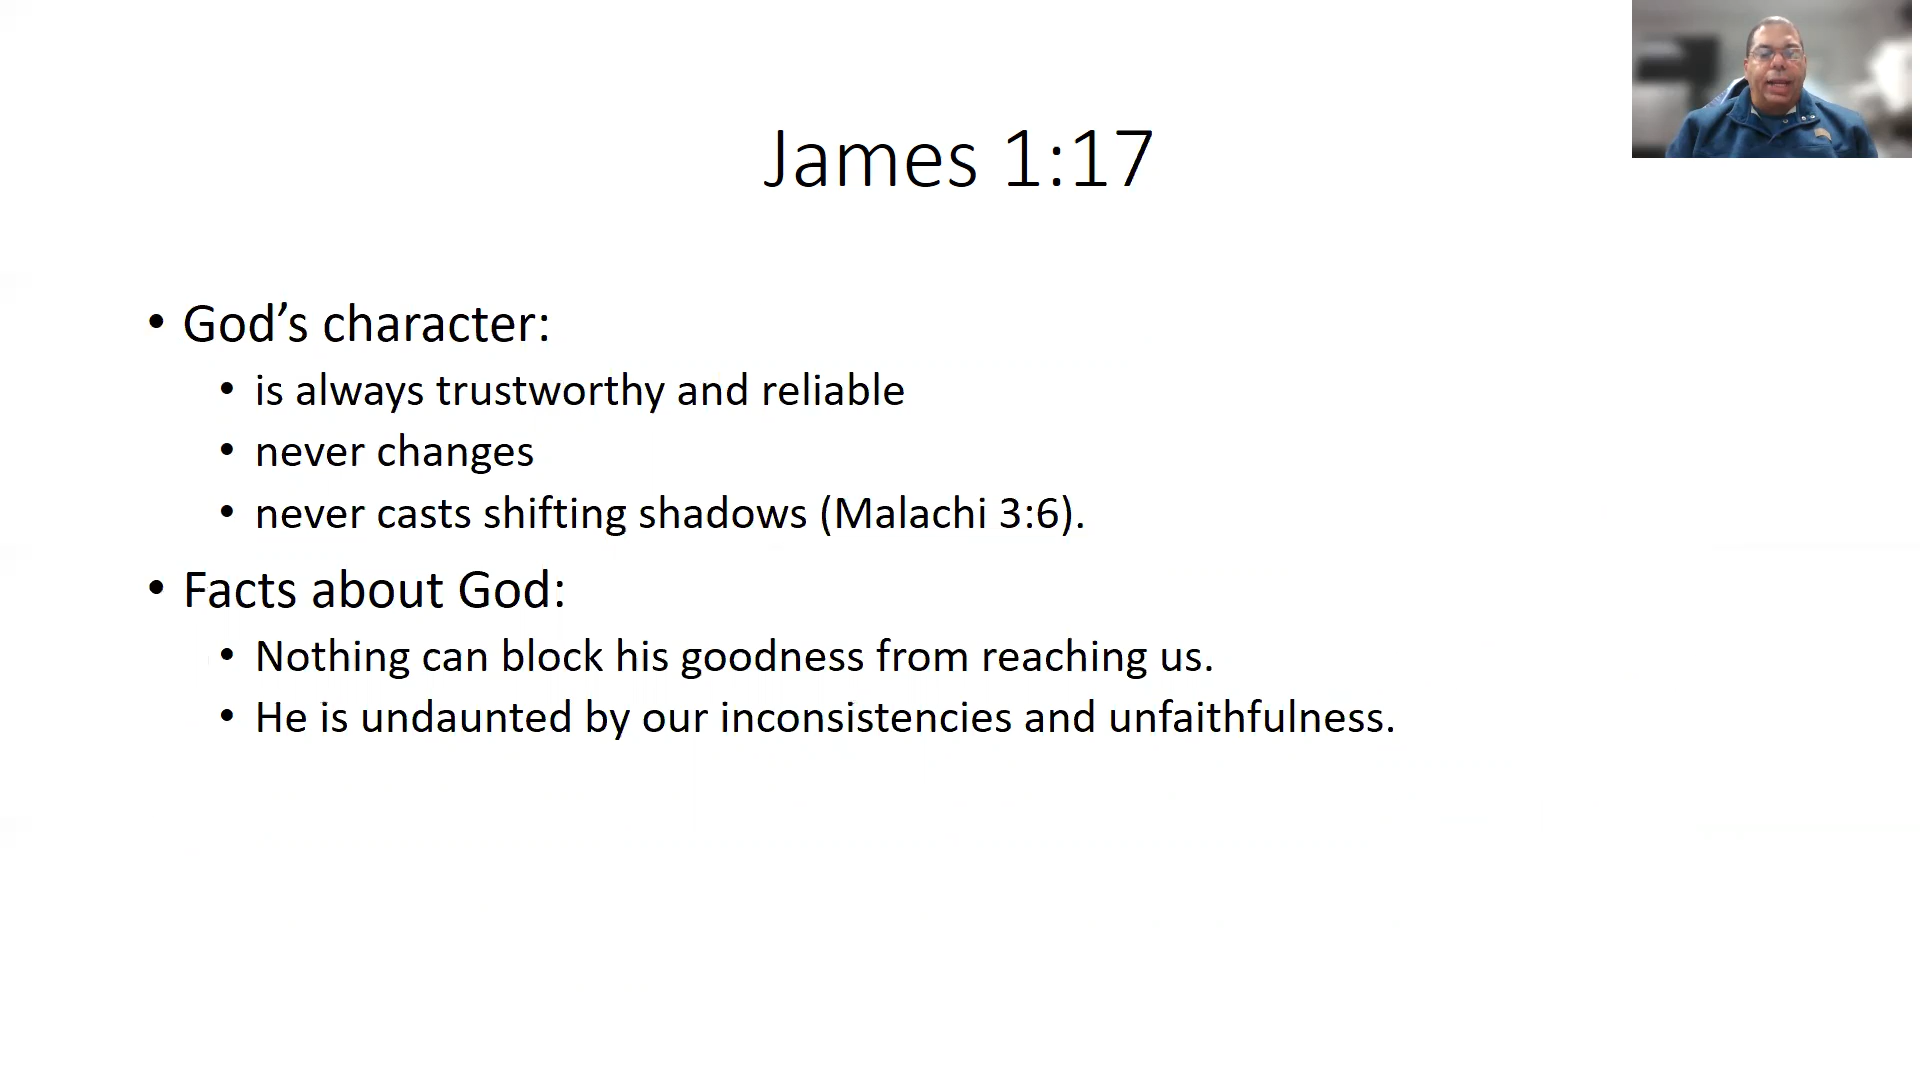 James 1:17
• God’s character:
• is always trustworthy and reliable
• never changes
• never casts shifting shadows (Malachi 3:6).
• Facts about God:
• Nothing can block his goodness from reaching us.
• He is undaunted by our inconsistencies and unfaithfulness.